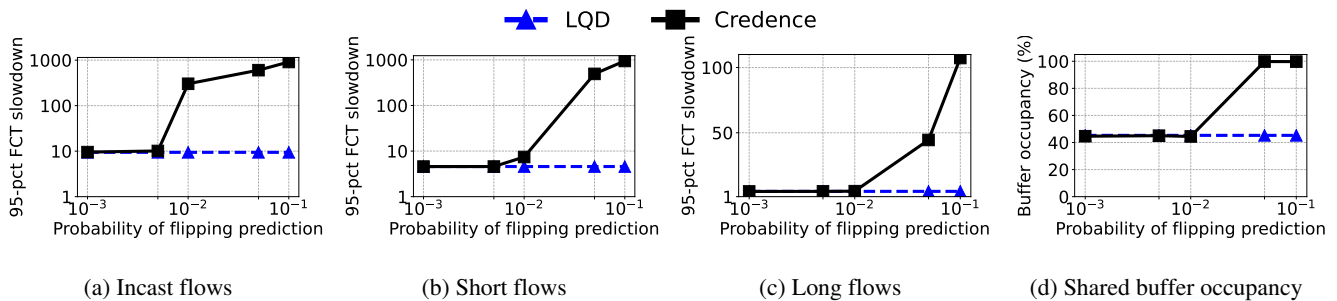 LQD Credence
95-pct FCT slowdown
1000
100
10
1
10⁻³ 10⁻² 10⁻¹
Probability of flipping prediction
(a) Incast flows
95-pct FCT slowdown
1000
100
10
1
10⁻³ 10⁻² 10⁻¹
Probability of flipping prediction
(b) Short flows
95-pct FCT slowdown
100
50
1
10⁻³ 10⁻² 10⁻¹
Probability of flipping prediction
(c) Long flows
Buffer occupancy (%)
100
80
60
40
20
0
10⁻³ 10⁻² 10⁻¹
Probability of flipping prediction
(d) Shared buffer occupancy